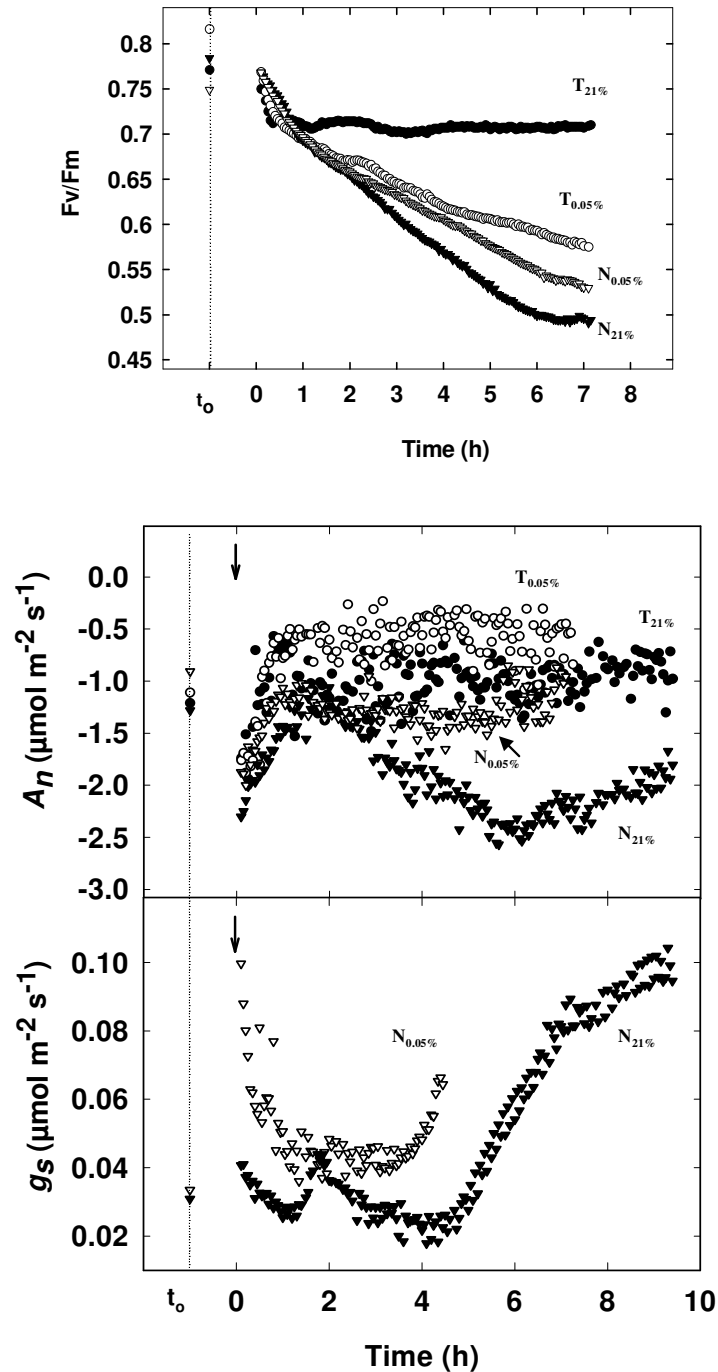 0.8
0.75
0.7
0.65
0.6
0.55
0.5
0.45
Fv/Fm
T21%
T0.05%
N0.05%
N21%
to 0 1 2 3 4 5 6 7 8
Time (h)
0.0
-0.5
-1.0
-1.5
-2.0
-2.5
-3.0
An (µmol m-2 s-1)
T0.05%
T21%
N0.05%
N21%
0.10
0.08
0.06
0.04
0.02
gs (µmol m-2 s-1)
N0.05%
N21%
to 0 2 4 6 8 10
Time (h)